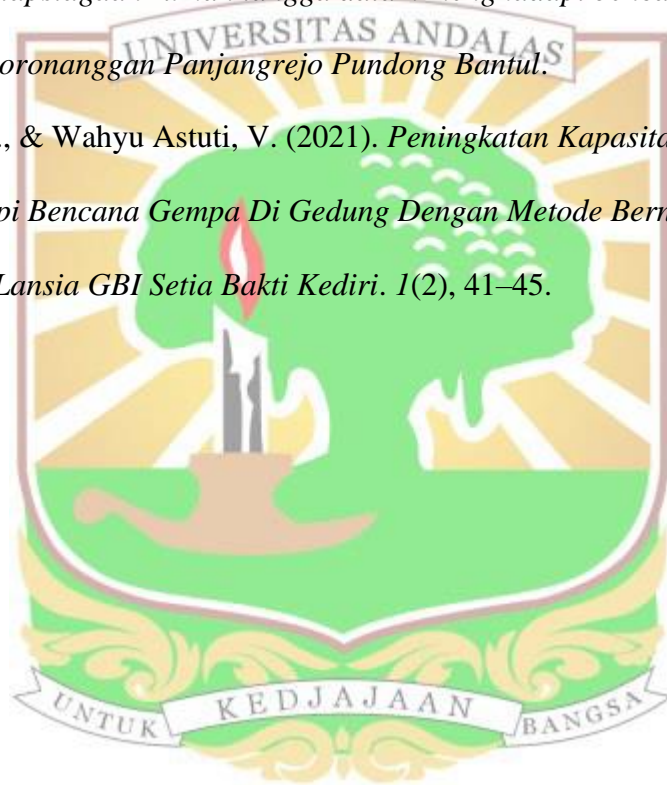 UNIVERSITAS ANDALAS
oronanggan Panjangrejo Pundong Bantul.
., & Wahyu Astuti, V. (2021). Peningkatan Kapasita
pi Bencana Gempa Di Gedung Dengan Metode Berm
Lansia GBI Setia Bakti Kediri. 1(2), 41–45.
UNTUK KEDJAJAAN BANGSA